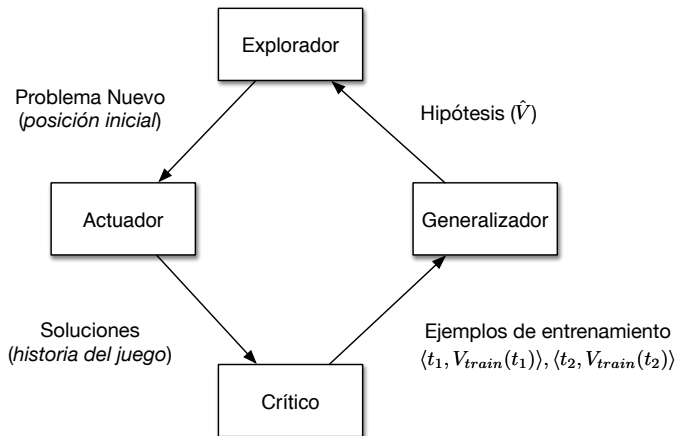 Explorador
Problema Nuevo
(posición inicial)
Hipótesis (V̂)
Actuador
Generalizador
Soluciones
(historia del juego)
Ejemplos de entrenamiento
⟨t₁, V_train(t₁)⟩, ⟨t₂, V_train(t₂)⟩
Crítico